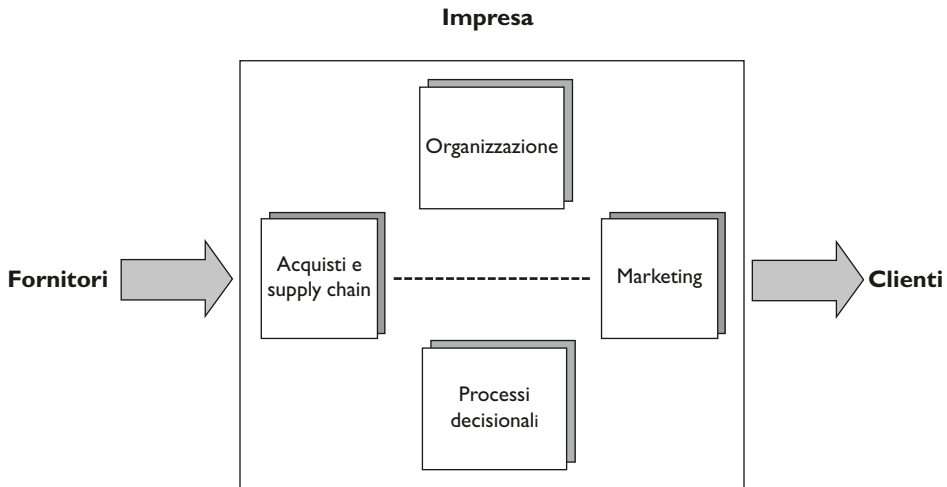 Impresa
Organizzazione
Fornitori
Acquisti e
supply chain
Marketing
Clienti
Processi
decisionali